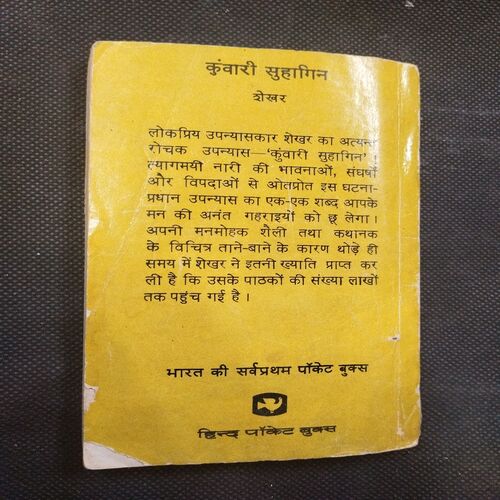 कुंवारी सुहागिन
शेखर
लोकप्रिय उपन्यासकार शेखर का अत्यन्त
रोचक उपन्यास—'कुंवारी सुहागिन' ।
त्यागमयी नारी की भावनाओं, संघर्षों
और विपदाओं से ओतप्रोत इस घटना-
प्रधान उपन्यास का एक-एक शब्द आपके
मन की अनंत गहराइयों को छू लेगा ।
अपनी मनमोहक शैली तथा कथानक
के विचित्र ताने-बाने के कारण थोड़े ही
समय में शेखर ने इतनी ख्याति प्राप्त कर
ली है कि उसके पाठकों की संख्या लाखों
तक पहुंच गई है ।
भारत की सर्वप्रथम पॉकेट बुक्स
हिन्द पॉकेट बुक्स